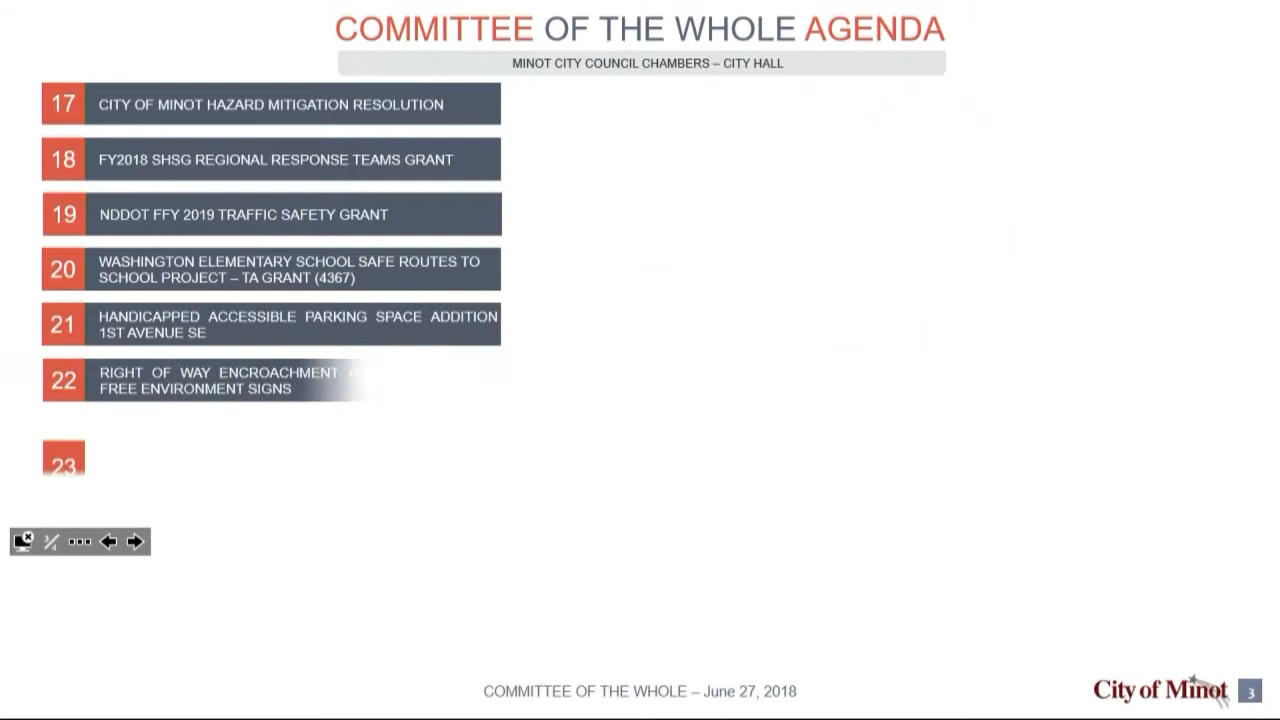 COMMITTEE OF THE WHOLE AGENDA
MINOT CITY COUNCIL CHAMBERS – CITY HALL
17 CITY OF MINOT HAZARD MITIGATION RESOLUTION
18 FY2018 SHSG REGIONAL RESPONSE TEAMS GRANT
19 NDDOT FFY 2019 TRAFFIC SAFETY GRANT
20 WASHINGTON ELEMENTARY SCHOOL SAFE ROUTES TO
SCHOOL PROJECT – TA GRANT (4367)
21 HANDICAPPED ACCESSIBLE PARKING SPACE ADDITION
1ST AVENUE SE
22 RIGHT OF WAY ENCROACHMENT
FREE ENVIRONMENT SIGNS
23
3/4
COMMITTEE OF THE WHOLE – June 27, 2018
City of Minot
3